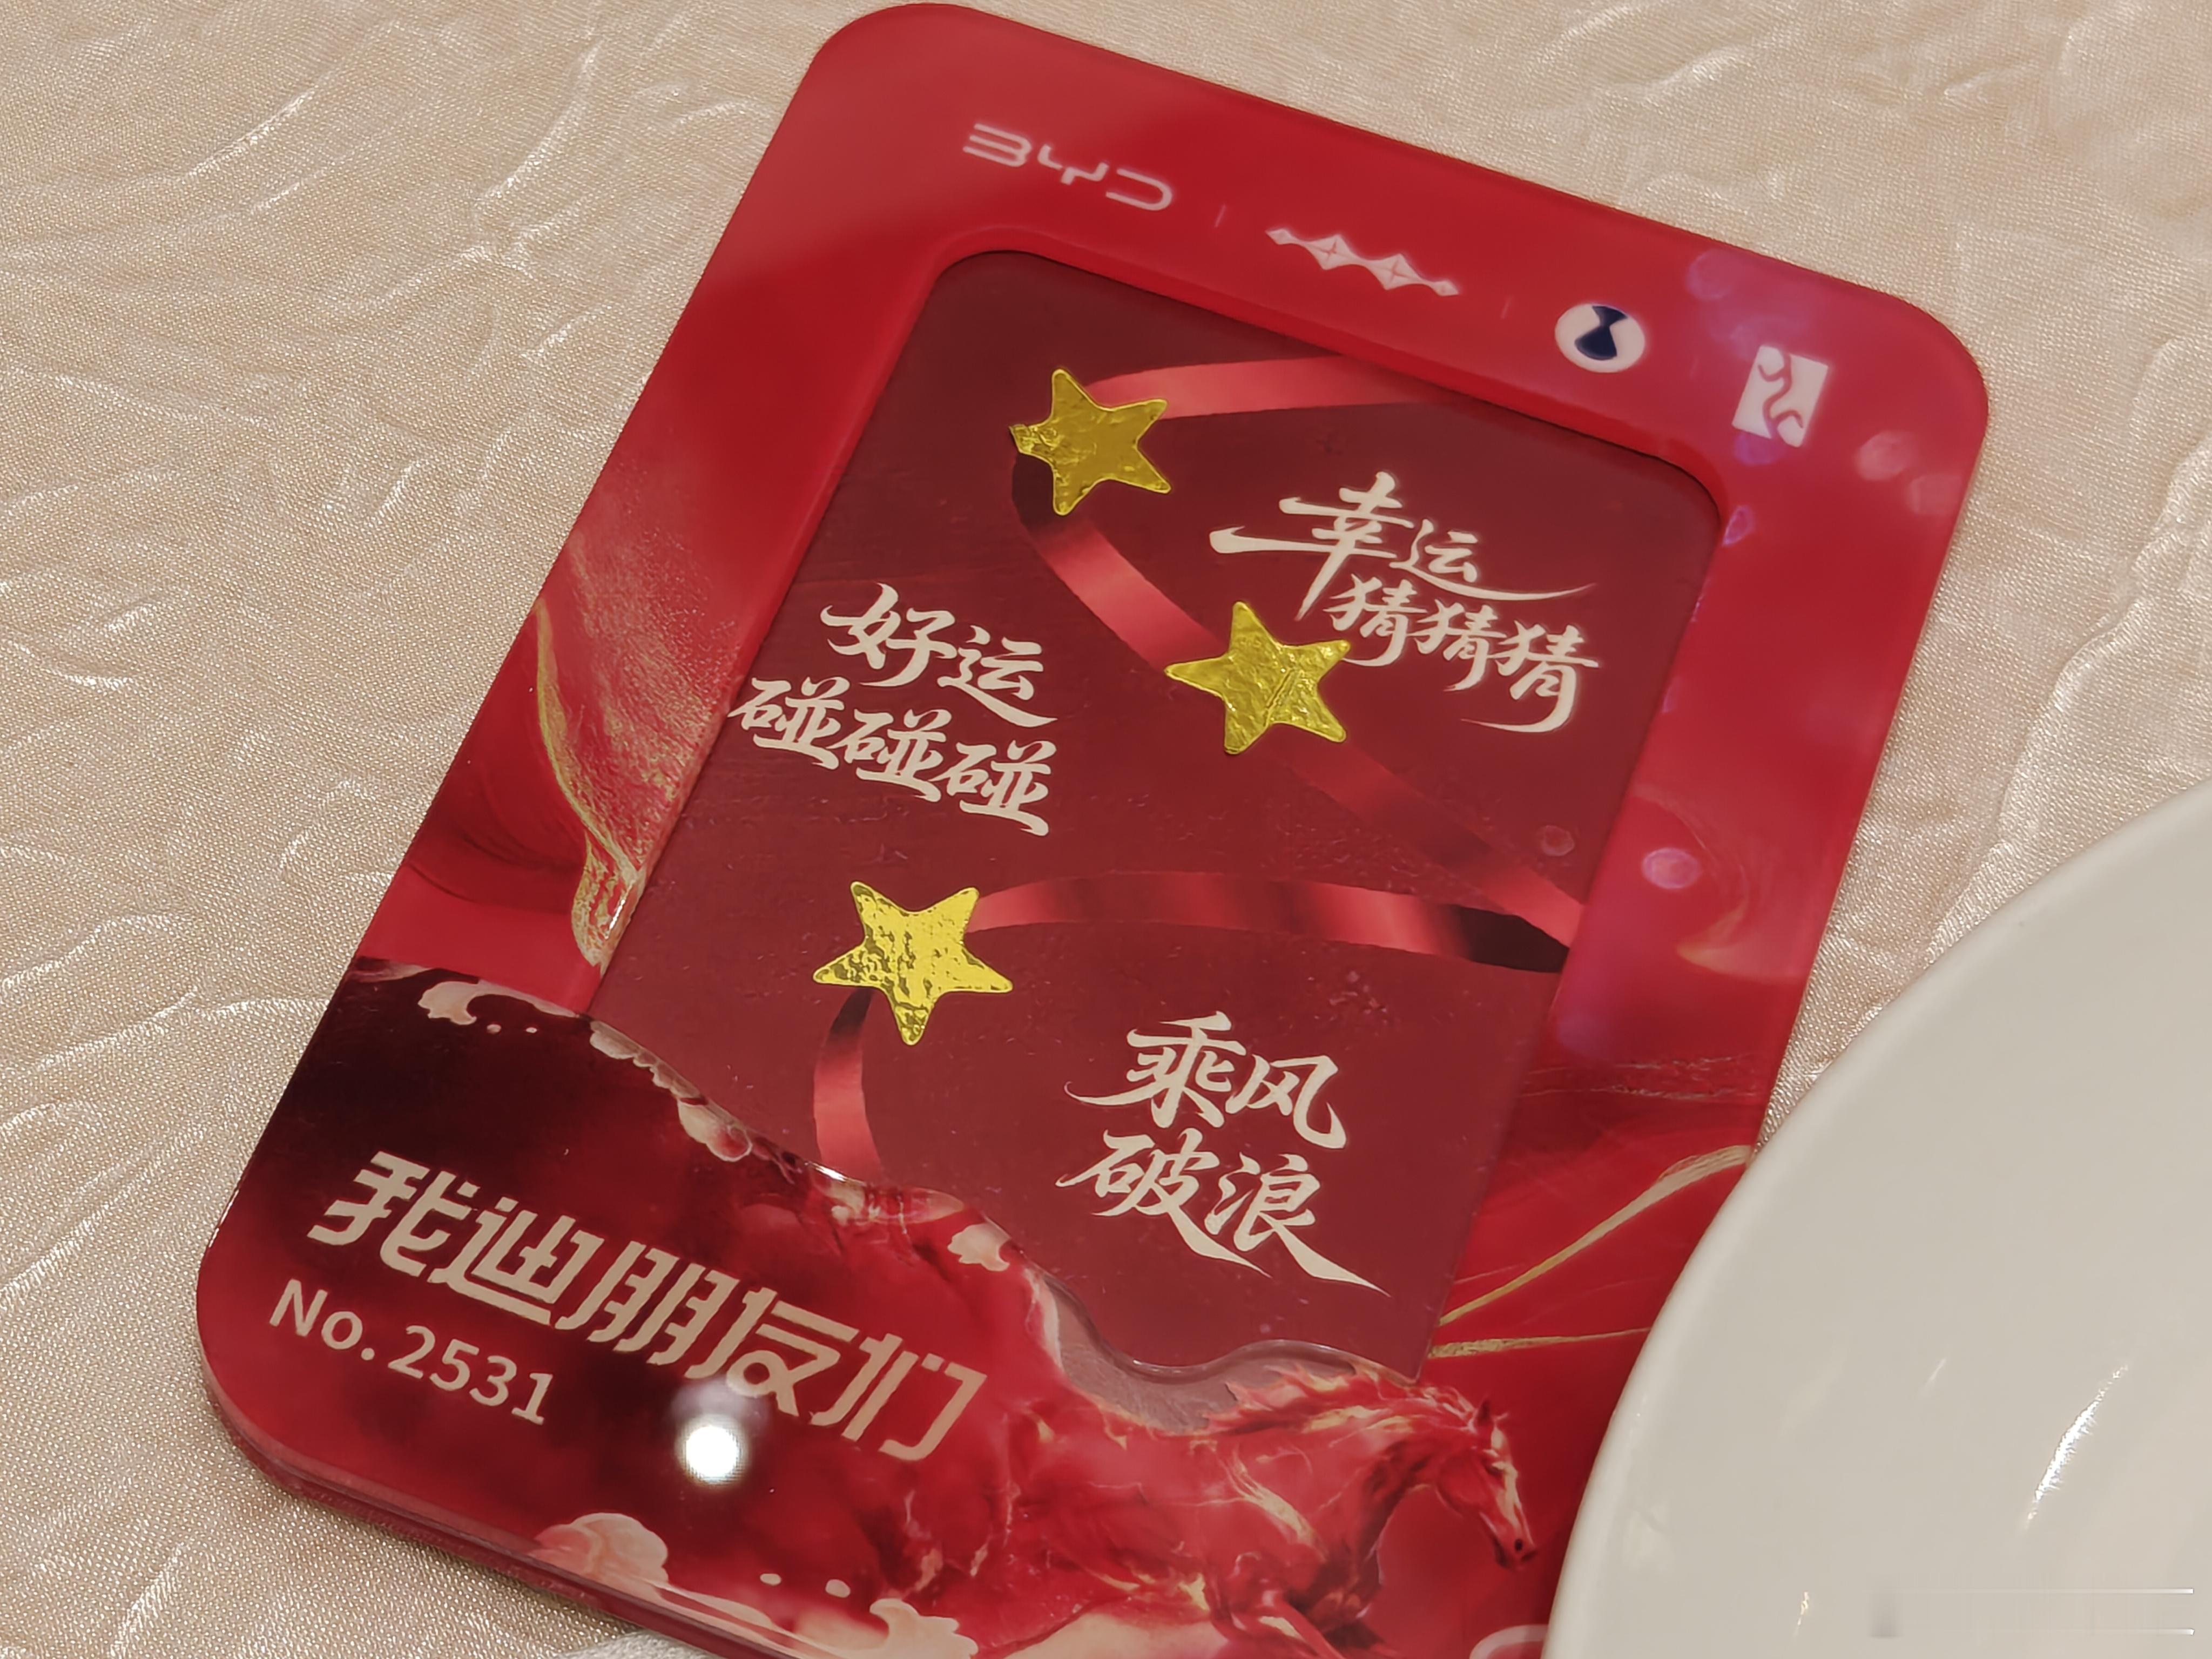 BYD
幸运
猜猜猜
好运
碰碰碰
乘风
破浪
我迪朋友们
No.2531